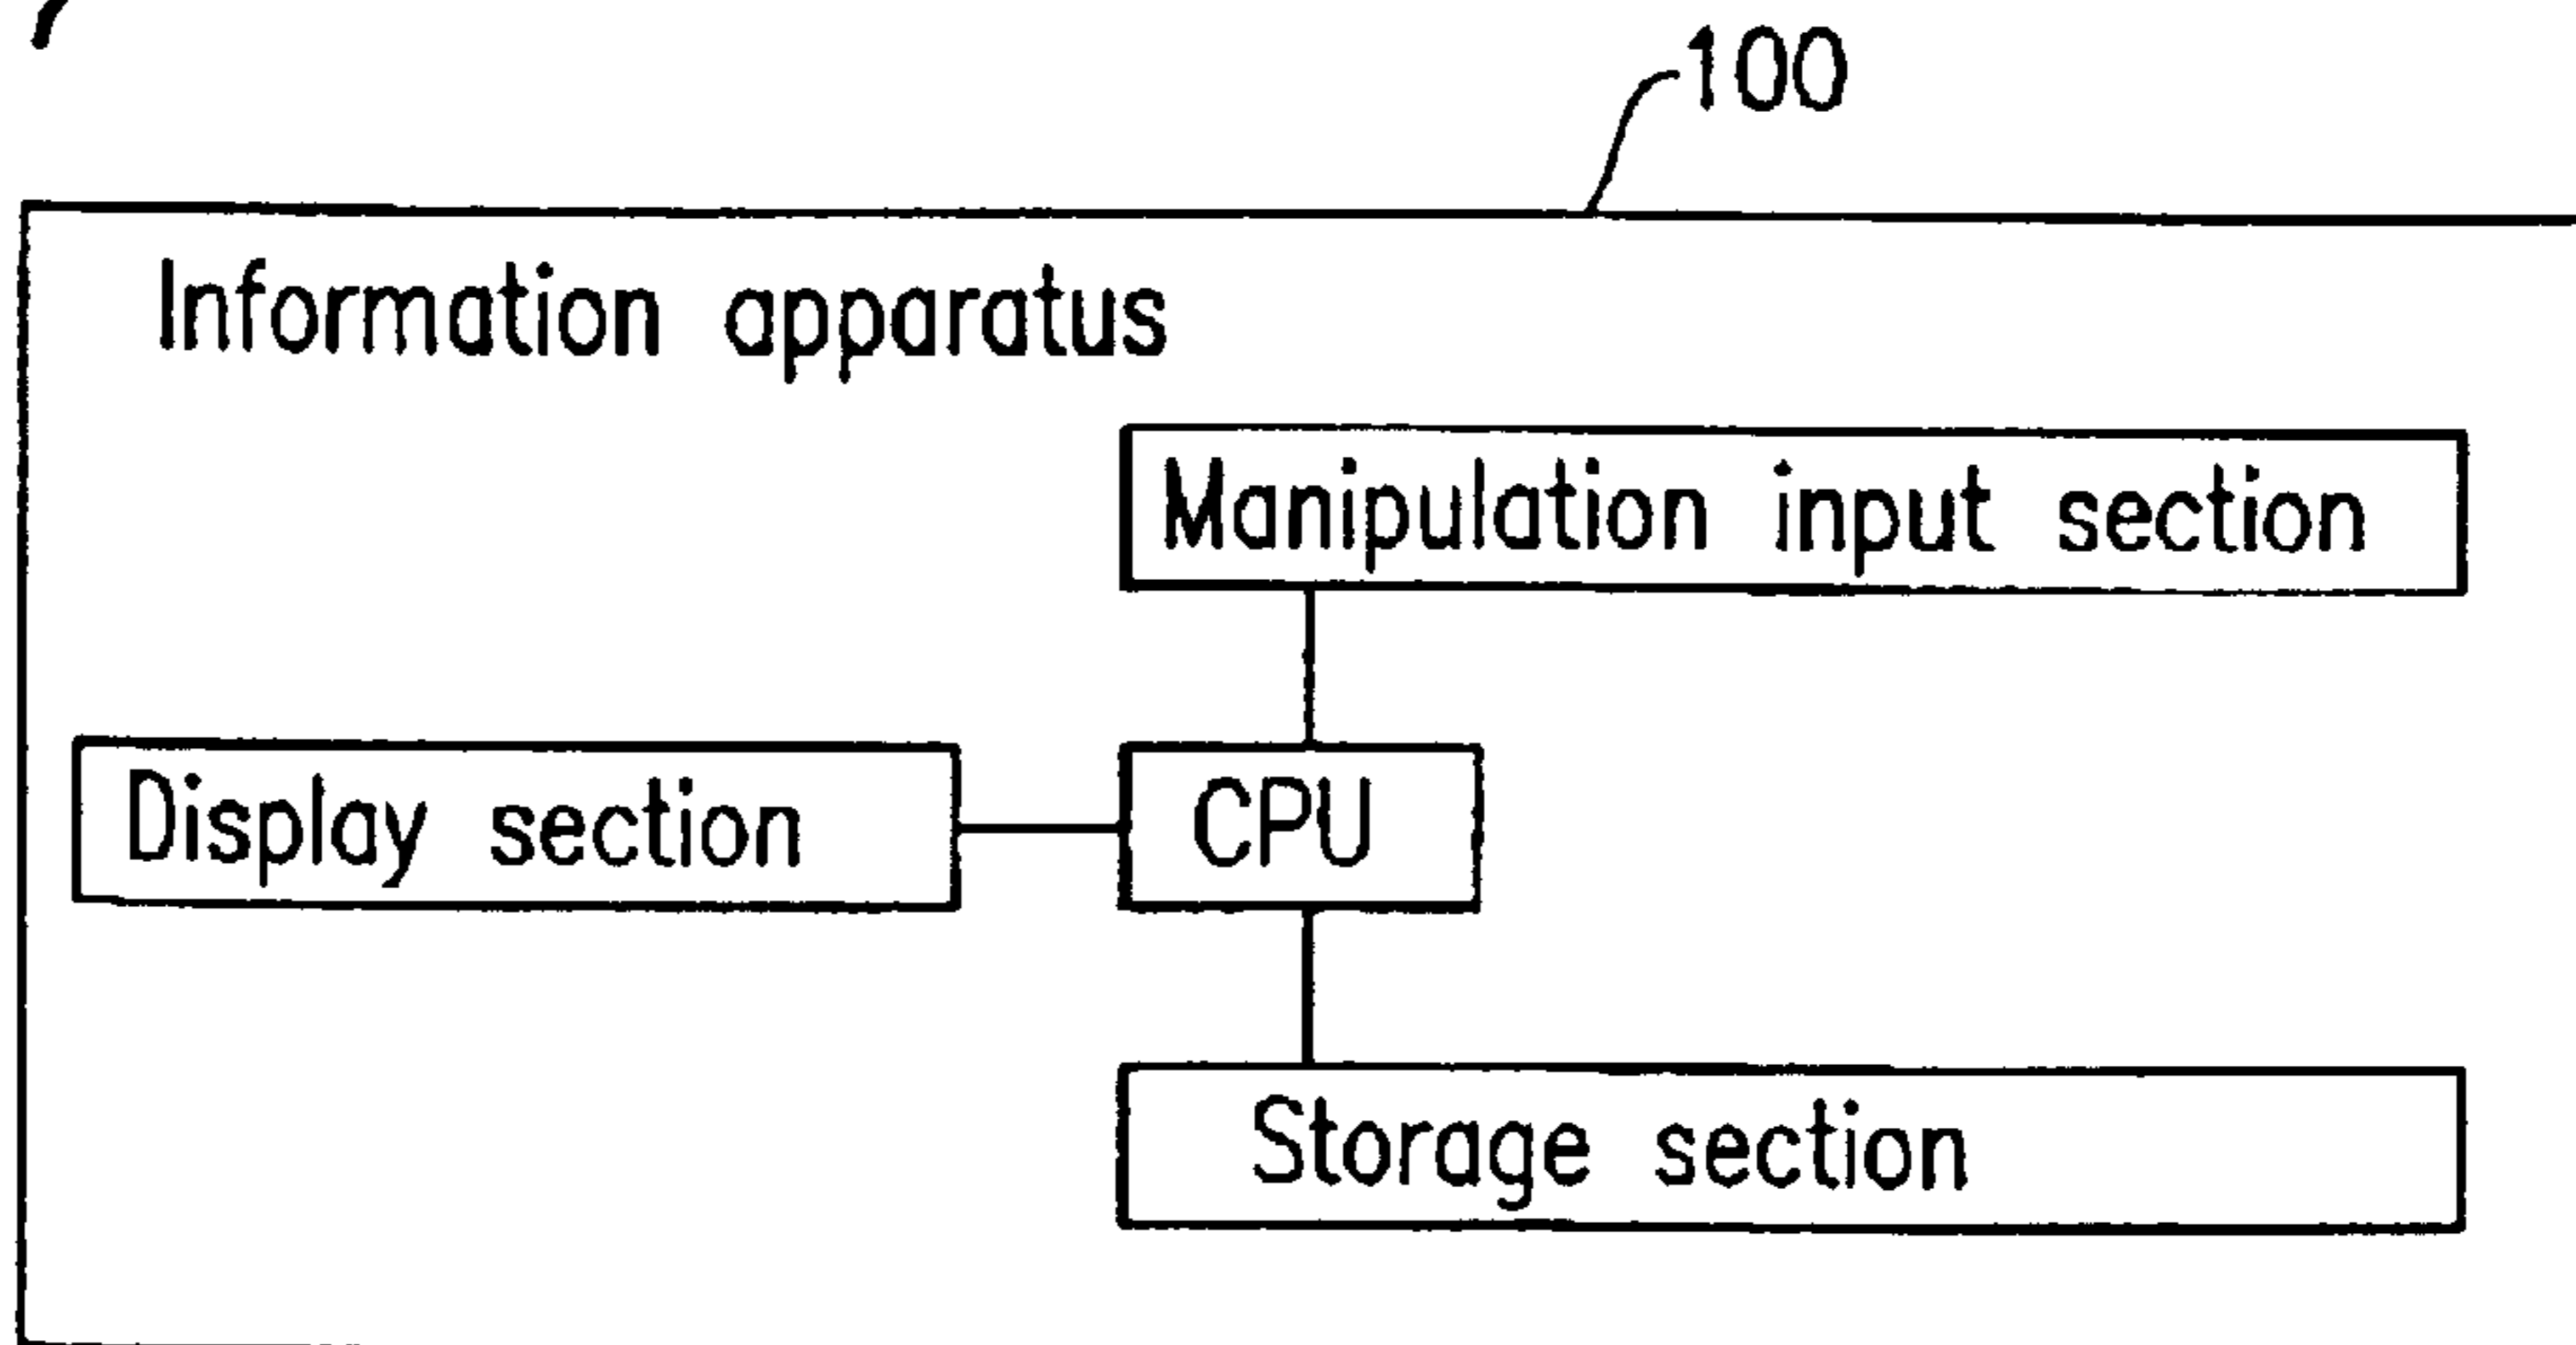 100
Information apparatus
Manipulation input section
Display section
CPU
Storage section